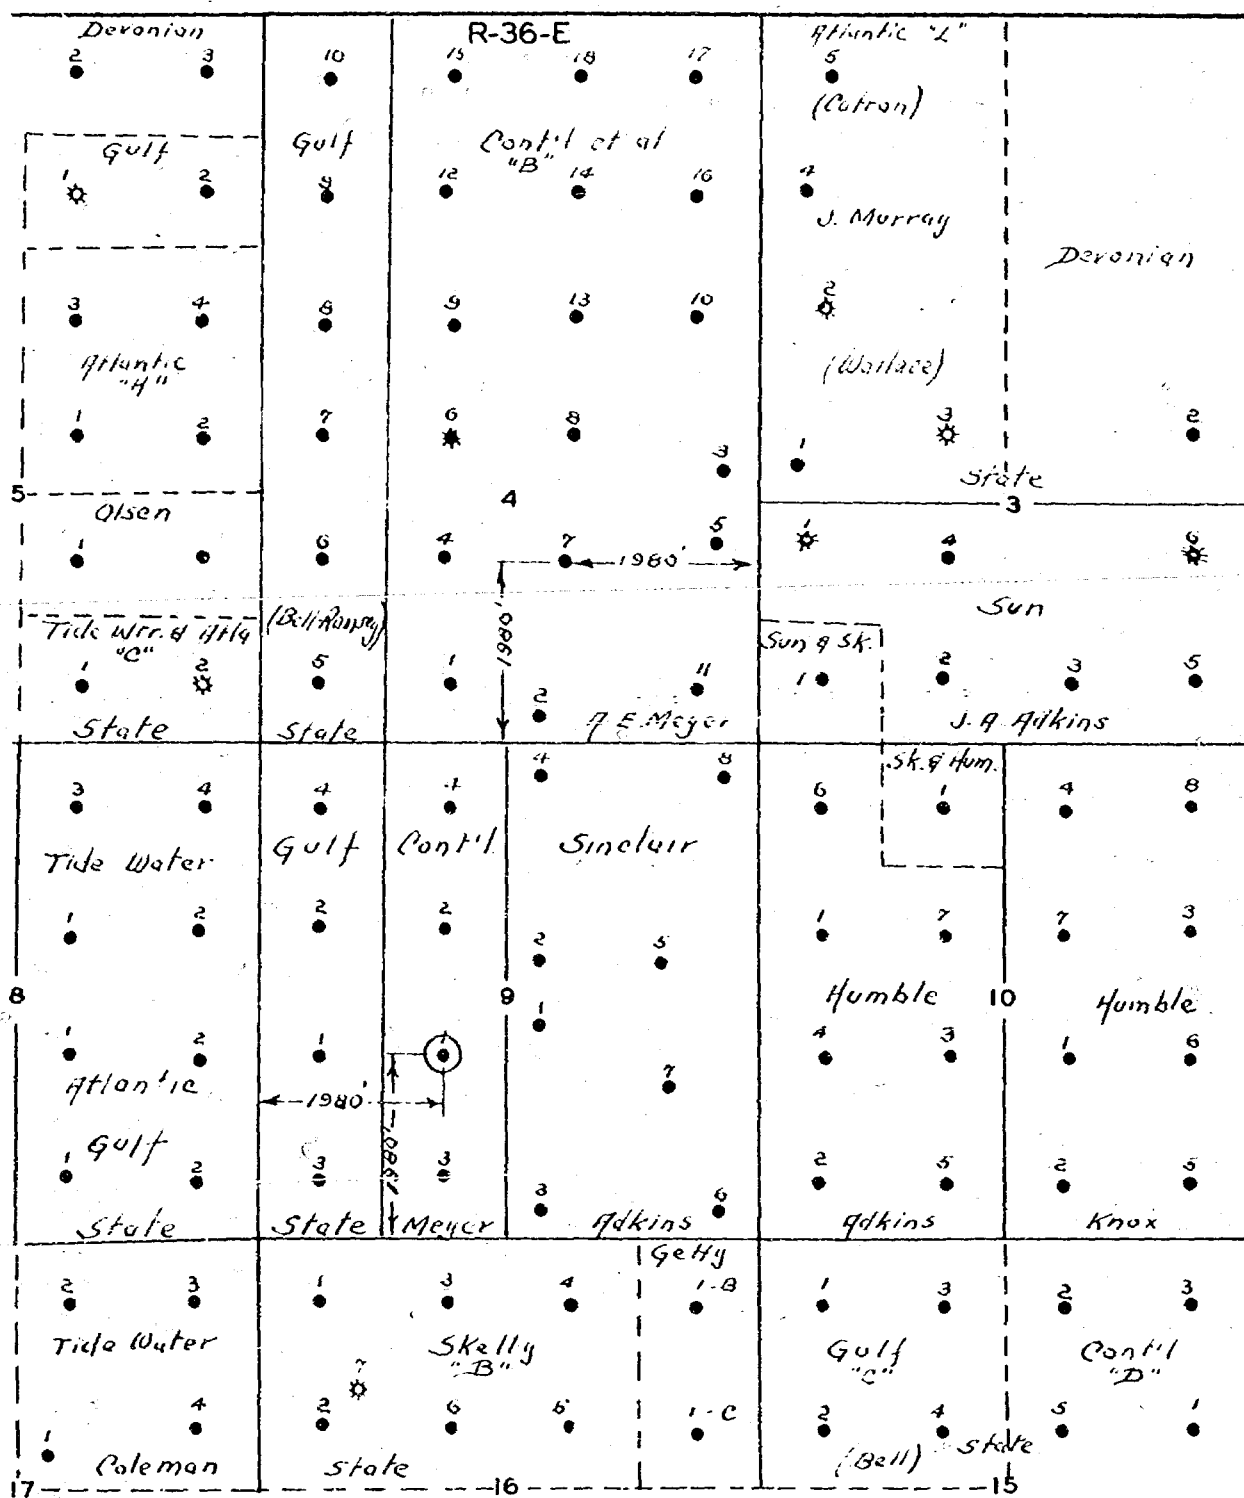 Devonian
R-36-E
Atlantic "L"
2 3 10 15 18 17 5
(Catron)
Gulf
Gulf
Cont'l et al
"B"
1 2 9 12 14 16 4
J. Murray
Devonian
2
3 4 8 9 13 10
Atlantic
"H"
(Wallace)
1 2 7 6 8 3 2
3 1
State
5 4 3
Olsen
1 6 4 7 5 1 4 6
1980'
1980'
Sun
Tide Wtr. & Atla
"C"
(Bell-Ramsey)
Sun & Sk.
1 2 5 1 2 11 1 2 3 5
State
State
A. E. Meyer
J. A. Adkins
Sk. & Hum.
3 4 4 4 4 8 6 1 4 8
Tide Water
Gulf
Cont'l
Sinclair
1 2 2 2 2 5 1 7 7 3
8 9 10
Humble
Humble
1 2 1 1 1 7 4 3 1 6
Atlantic
1980'
1980'
Gulf
1 2 3 3 3 6 2 5 2 5
State
State
Meyer
Adkins
Adkins
Knox
Getty
2 3 1 3 4 1-B 1 3 2 3
Tide Water
Skelly
"B"
Gulf
"C"
Cont'l
"D"
7
1 4 2 6 5 1-C 2 4 5 1
Coleman
State
(Bell)
State
17 16 15